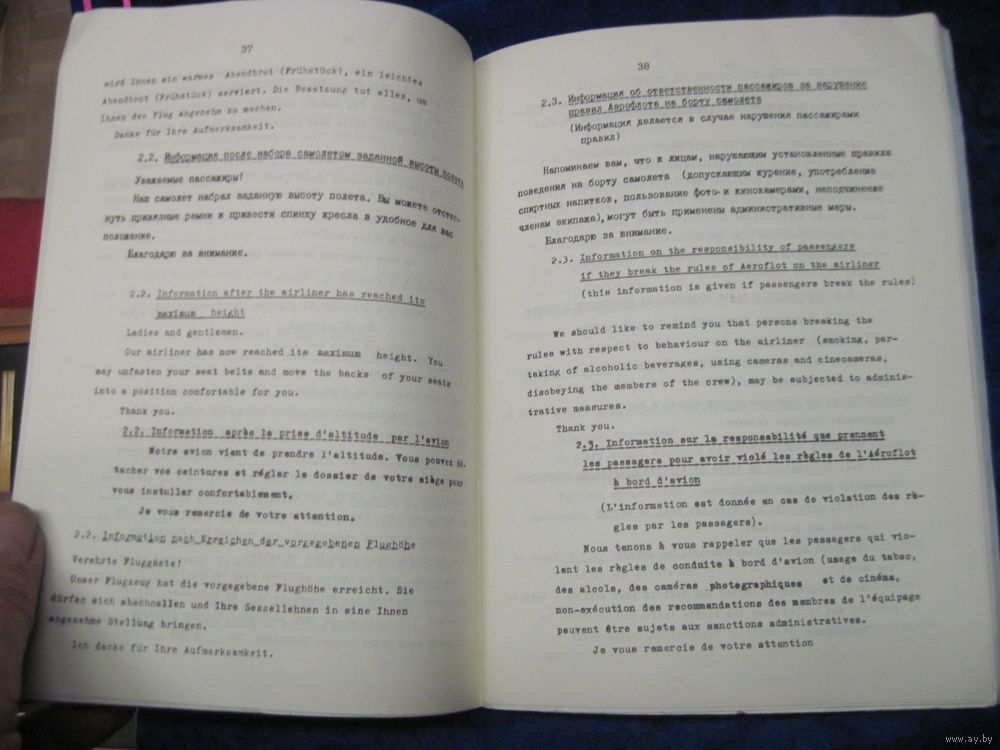 37
wird Ihnen ein warmes Abendbrot (Frühstück), ein leichtes
Abendbrot (Frühstück) serviert. Die Besatzung tut alles, um
Ihnen den Flug angenehm zu machen.
Danke für Ihre Aufmerksamkeit.
2.2. Информация после набора самолетом заданной высоты полета
Уважаемые пассажиры!
Наш самолет набрал заданную высоту полета. Вы можете отстег-
нуть привязные ремни и привести спинку кресла в удобное для вас
положение.
Благодарю за внимание.
2.2. Information after the airliner has reached its
maximum height
Ladies and gentlemen.
Our airliner has now reached its maximum height. You
may unfasten your seat belts and move the backs of your seats
into a position comfortable for you.
Thank you.
2.2. Information après la prise d'altitude par l'avion
Notre avion vient de prendre l'altitude. Vous pouvez dé-
tacher vos ceintures et régler le dossier de votre siège pour
vous installer confortablement.
Je vous remercie de votre attention.
2.2. Information nach Erreichen der vorgegebenen Flughöhe
Verehrte Fluggäste!
Unser Flugzeug hat die vorgegebene Flughöhe erreicht. Sie
dürfen sich abschnallen und Ihre Sessellehnen in eine Ihnen
angenehme Stellung bringen.
Ich danke für Ihre Aufmerksamkeit.
38
2.3. Информация об ответственности пассажиров за нарушение
правил Аэрофлота на борту самолета
(Информация делается в случае нарушения пассажирами
правил)
Напоминаем вам, что к лицам, нарушающим установленные правила
поведения на борту самолета (допускающим курение, употребление
спиртных напитков, пользование фото- и кинокамерами, неподчинение
членам экипажа), могут быть применены административные меры.
Благодарю за внимание.
2.3. Information on the responsibility of passengers
if they break the rules of Aeroflot on the airliner
(this information is given if passengers break the rules)
We should like to remind you that persons breaking the
rules with respect to behaviour on the airliner (smoking, par-
taking of alcoholic beverages, using cameras and cinecameras,
disobeying the members of the crew), may be subjected to adminis-
trative measures.
Thank you.
2.3. Information sur la responsabilité que prennent
les passagers pour avoir violé les règles de l'Aéroflot
à bord d'avion
(L'information est donnée en cas de violation des rè-
gles par les passagers).
Nous tenons à vous rappeler que les passagers qui vio-
lent les règles de conduite à bord d'avion (usage du tabac,
des alcools, des caméras photographiques et de cinéma,
non-exécution des recommandations des membres de l'équipage
peuvent être sujets aux sanctions administratives.
Je vous remercie de votre attention
www.ay.by